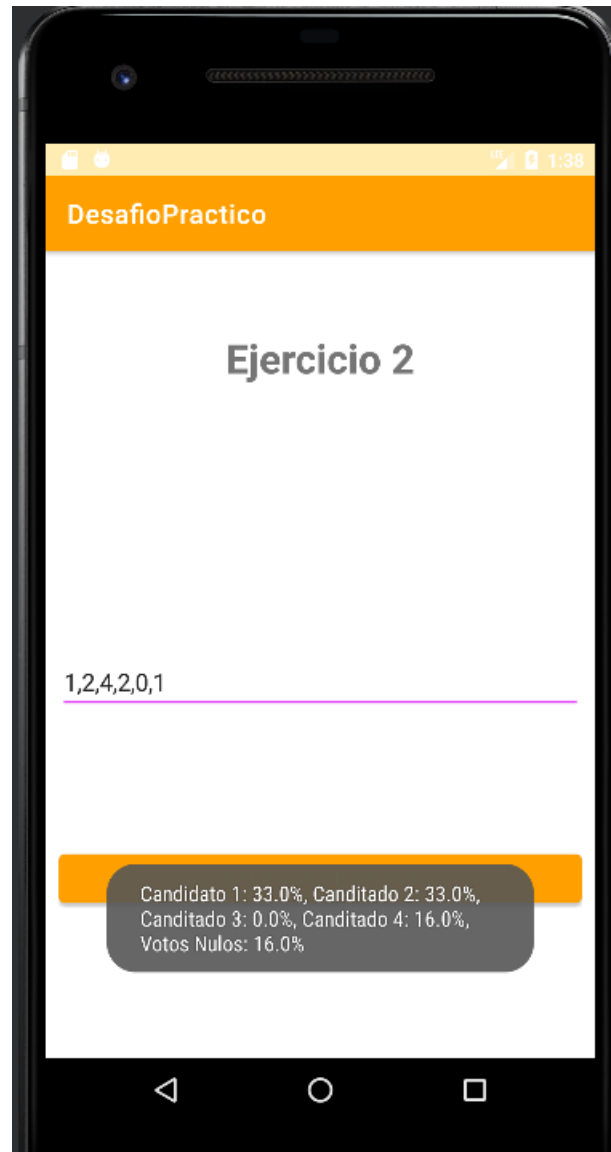 1:38
DesafioPractico
Ejercicio 2
1,2,4,2,0,1
Candidato 1: 33.0%, Canditado 2: 33.0%,
Canditado 3: 0.0%, Canditado 4: 16.0%,
Votos Nulos: 16.0%